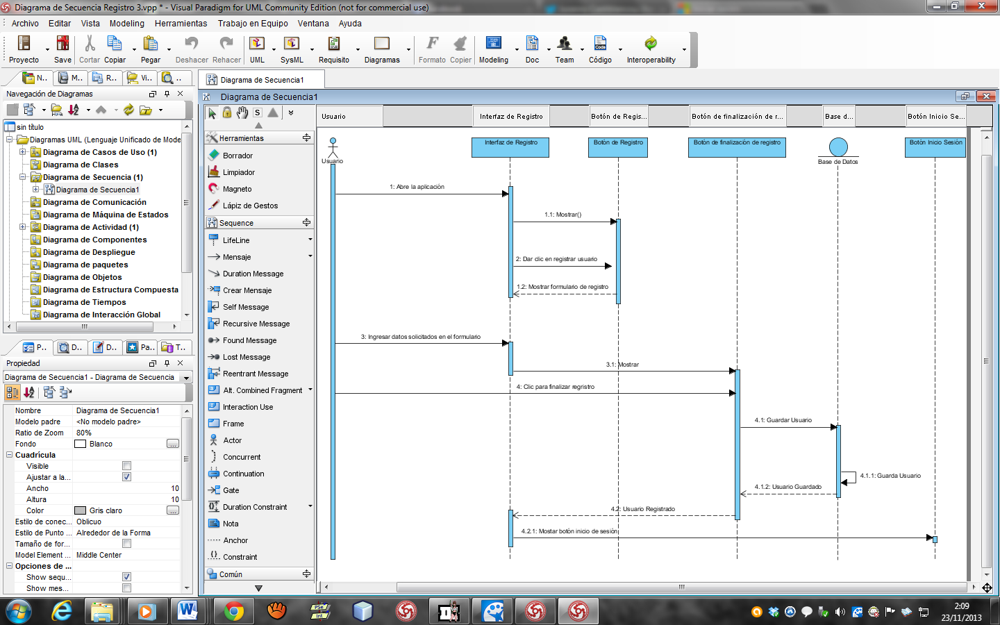 Diagrama de Secuencia Registro 3.vpp * - Visual Paradigm for UML Community Edition (not for commercial use)
Archivo Editar Vista Modeling Herramientas Trabajo en Equipo Ventana Ayuda
Proyecto Save Cortar Copiar Pegar Deshacer Rehacer UML SysML Requisito Diagramas Formato Copier Modeling Doc Team Código Interoperability
N.. M.. R.. Vi.. ..
Navegación de Diagramas
sin título
Diagramas UML (Lenguaje Unificado de Mode
Diagrama de Casos de Uso (1)
Diagrama de Clases
Diagrama de Secuencia (1)
Diagrama de Secuencia1
Diagrama de Comunicación
Diagrama de Máquina de Estados
Diagrama de Actividad (1)
Diagrama de Componentes
Diagrama de Despliegue
Diagrama de paquetes
Diagrama de Objetos
Diagrama de Estructura Compuesta
Diagrama de Tiempos
Diagrama de Interacción Global
P.. D.. D.. Pa.. T..
Propiedad
Diagrama de Secuencia1 - Diagrama de Secuencia
Nombre Diagrama de Secuencia1
Modelo padre <No modelo padre>
Ratio de Zoom 80%
Fondo Blanco ...
Cuadrícula
Visible
Ajustar a la...
Ancho 10
Altura 10
Color Gris claro ...
Estilo de conec... Oblicuo
Estilo de Punto ... Alrededor de la Forma
Tamaño de for...
Model Element ... Middle Center
Opciones de ...
Show sequ...
Show mes...
Diagrama de Secuencia1
Diagrama de Secuencia1
S
Herramientas
Borrador
Limpiador
Magneto
Lápiz de Gestos
Sequence
LifeLine
Mensaje
Duration Message
Crear Mensaje
Self Message
Recursive Message
Found Message
Lost Message
Reentrant Message
Alt. Combined Fragment
Interaction Use
Frame
Actor
Concurrent
Continuation
Gate
Duration Constraint
Nota
Anchor
Constraint
Común
Usuario Interfaz de Registro Botón de Regis... Botón de finalización de r... Base d... Botón Inicio Se...
Interfaz de Registro Botón de Registro Botón de finalización de registro Botón Inicio Sesión
Usuario Base de Datos
1: Abre la aplicación
1.1: Mostrar()
2: Dar clic en registrar usuario
1.2: Mostrar formulario de registro
3: Ingresar datos solicitados en el formulario
3.1: Mostrar
4: Clic para finalizar registro
4.1: Guardar Usuario
4.1.1: Guarda Usuario
4.1.2: Usuario Guardado
4.2: Usuario Registrado
4.2.1: Mostar botón inicio de sesión
PSe
Int
2:09
23/11/2013